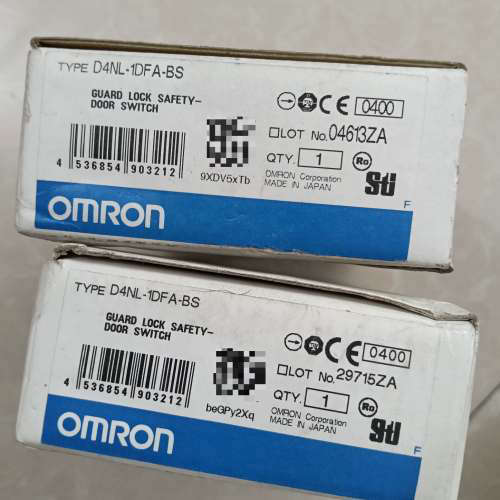 TYPE D4NL-1DFA-BS
GUARD LOCK SAFETY-
DOOR SWITCH
CE 0400
LOT No. 04613ZA
4 536854 903212
9XDV5xTb
QTY. 1
OMRON Corporation
MADE IN JAPAN
OMRON
F
TYPE D4NL-1DFA-BS
GUARD LOCK SAFETY-
DOOR SWITCH
CE 0400
LOT No. 29715ZA
4 536854 903212
beGPy2Xq
QTY. 1
OMRON Corporation
MADE IN JAPAN
OMRON
F